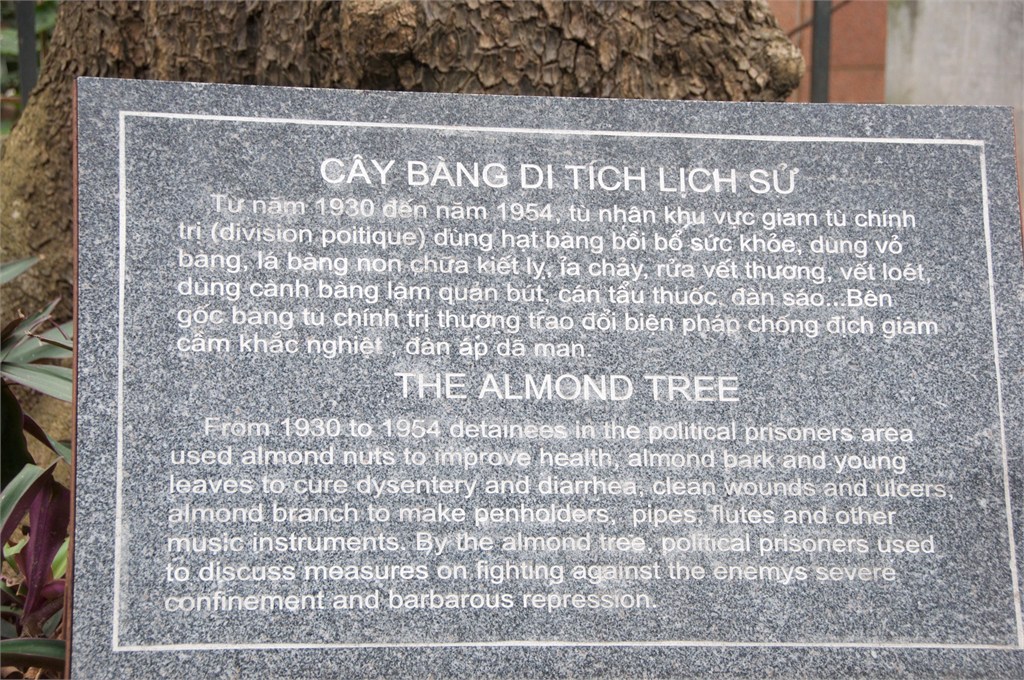 CÂY BÀNG DI TÍCH LỊCH SỬ
Từ năm 1930 đến năm 1954, tù nhân khu vực giam tù chính
trị (division poitique) dùng hạt bàng bồi bổ sức khỏe, dùng vỏ
bàng, lá bàng non chữa kiết lỵ, ỉa chảy, rửa vết thương, vết loét,
dùng cành bàng làm quản bút, cán tẩu thuốc, đàn sáo...Bên
gốc bàng tù chính trị thường trao đổi biện pháp chống địch giam
cầm khắc nghiệt , đàn áp dã man.
THE ALMOND TREE
From 1930 to 1954 detainees in the political prisoners area
used almond nuts to improve health, almond bark and young
leaves to cure dysentery and diarrhea, clean wounds and ulcers,
almond branch to make penholders, pipes, flutes and other
music instruments. By the almond tree, political prisoners used
to discuss measures on fighting against the enemys severe
confinement and barbarous repression.